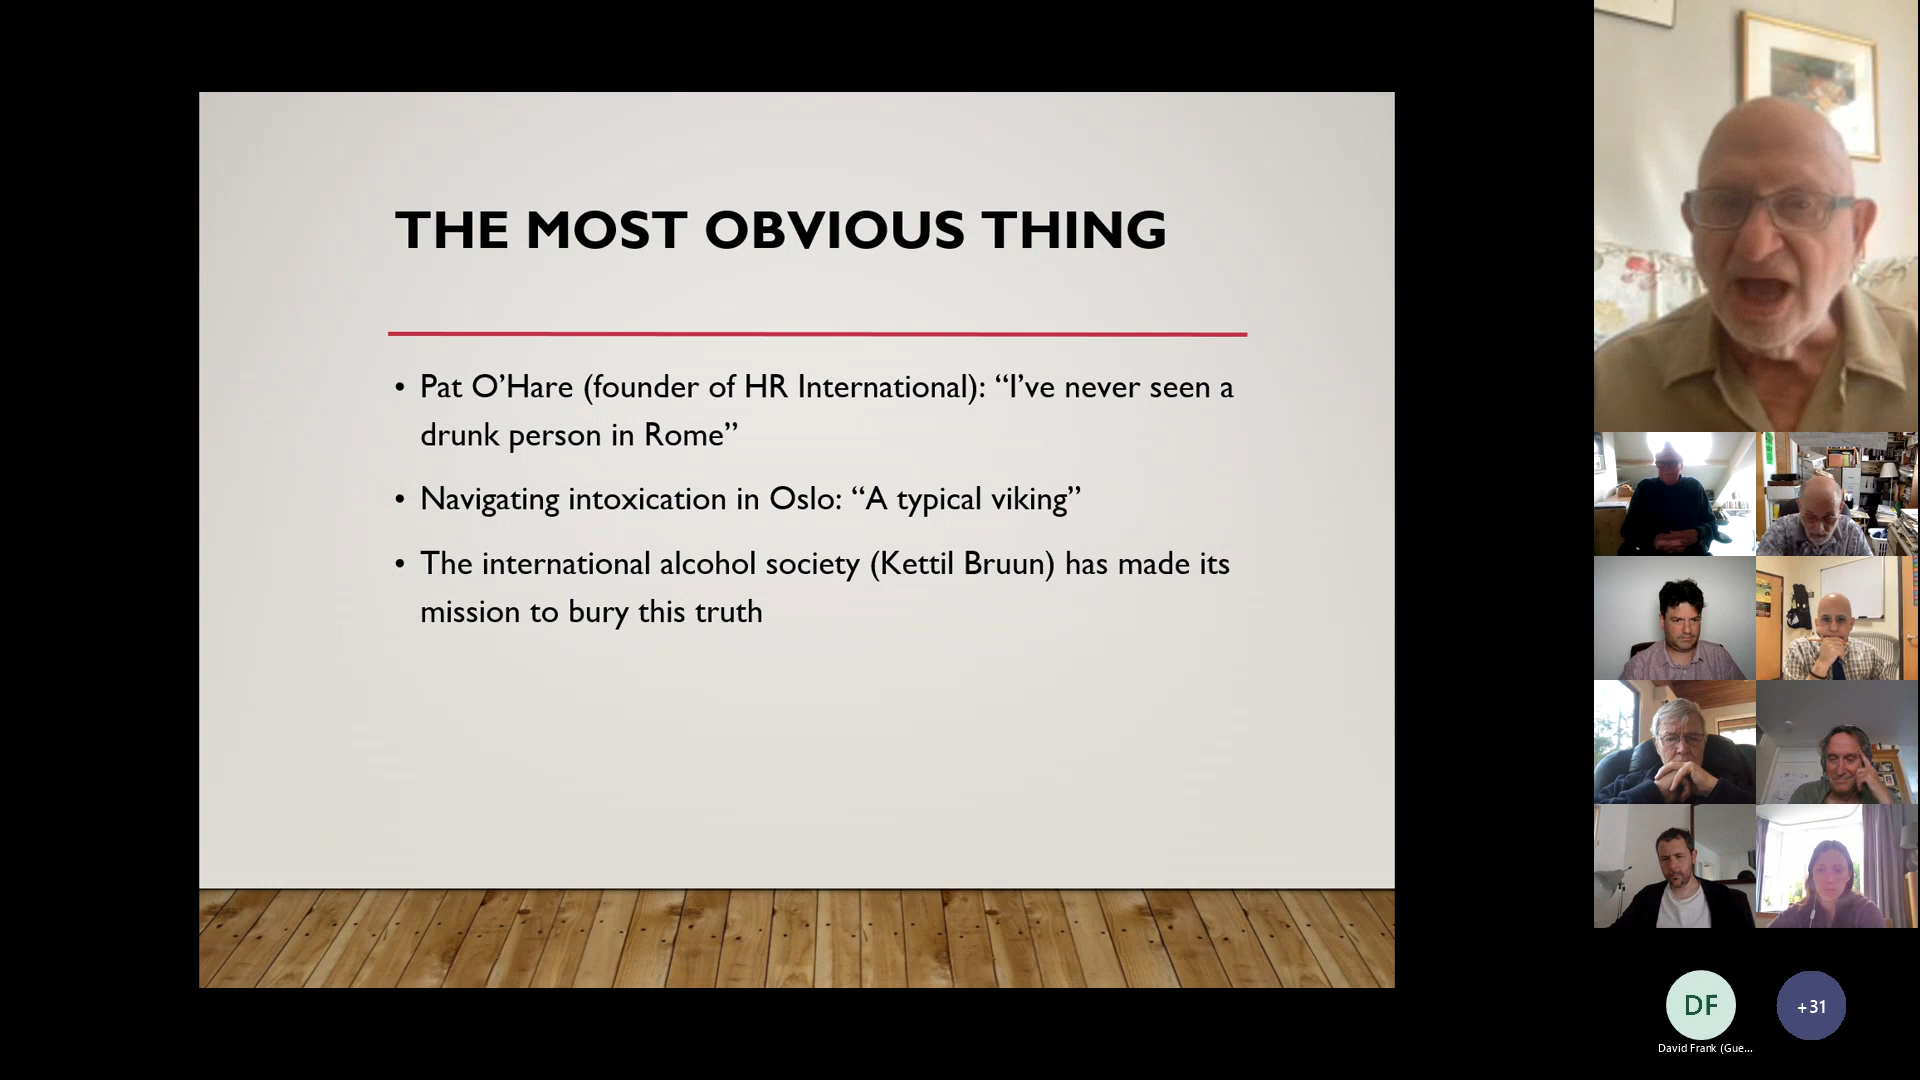 THE MOST OBVIOUS THING
• Pat O’Hare (founder of HR International): “I’ve never seen a
drunk person in Rome”
• Navigating intoxication in Oslo: “A typical viking”
• The international alcohol society (Kettil Bruun) has made its
mission to bury this truth
DF
+31
David Frank (Gue...